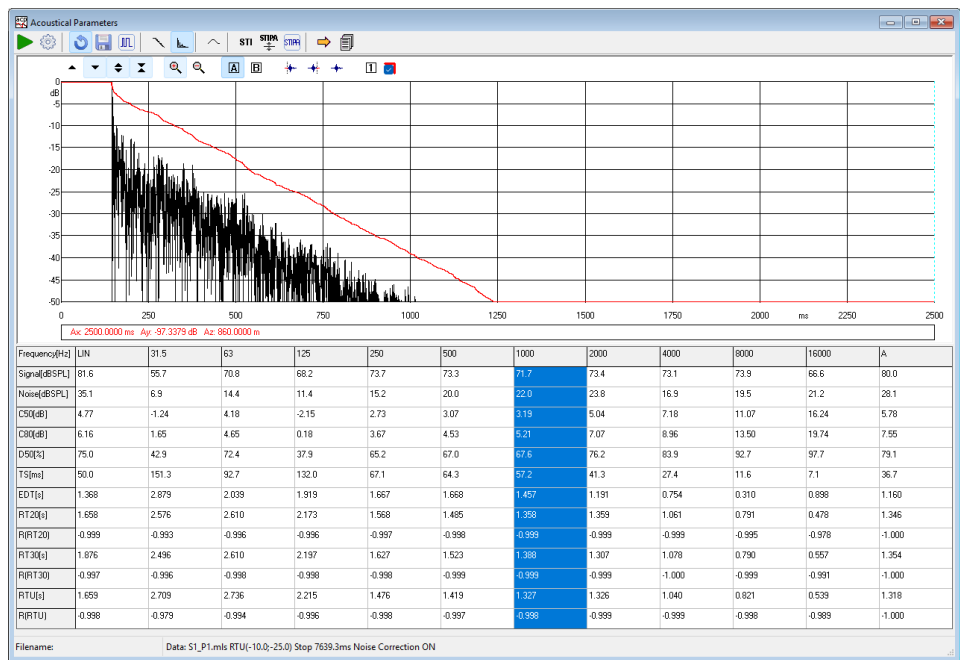 acp Acoustical Parameters
STI STIPA STIPA
A B 1
0
dB
-5
-10
-15
-20
-25
-30
-35
-40
-45
-50
0 250 500 750 1000 1250 1500 1750 2000 ms 2250 2500
Ax: 2500.0000 ms Ay: -97.3379 dB Az: 860.0000 m
Frequency[Hz] LIN 31.5 63 125 250 500 1000 2000 4000 8000 16000 A
Signal[dBSPL] 81.6 55.7 70.8 68.2 73.7 73.3 71.7 73.4 73.1 73.9 66.6 80.0
Noise[dBSPL] 35.1 6.9 14.4 11.4 15.2 20.0 22.0 23.8 16.9 19.5 21.2 28.1
C50[dB] 4.77 -1.24 4.18 -2.15 2.73 3.07 3.19 5.04 7.18 11.07 16.24 5.78
C80[dB] 6.16 1.65 4.65 0.18 3.67 4.53 5.21 7.07 8.96 13.50 19.74 7.55
D50[%] 75.0 42.9 72.4 37.9 65.2 67.0 67.6 76.2 83.9 92.7 97.7 79.1
TS[ms] 50.0 151.3 92.7 132.0 67.1 64.3 57.2 41.3 27.4 11.6 7.1 36.7
EDT[s] 1.368 2.879 2.039 1.919 1.667 1.668 1.457 1.191 0.754 0.310 0.898 1.160
RT20[s] 1.658 2.576 2.610 2.173 1.568 1.485 1.358 1.359 1.061 0.791 0.478 1.346
R(RT20) -0.999 -0.993 -0.996 -0.996 -0.997 -0.998 -0.999 -0.999 -0.999 -0.995 -0.978 -1.000
RT30[s] 1.876 2.496 2.610 2.197 1.627 1.523 1.388 1.307 1.078 0.790 0.557 1.354
R(RT30) -0.997 -0.996 -0.998 -0.998 -0.998 -0.999 -0.999 -0.999 -1.000 -0.999 -0.991 -1.000
RTU[s] 1.659 2.709 2.736 2.215 1.476 1.419 1.327 1.326 1.040 0.821 0.539 1.318
R(RTU) -0.998 -0.979 -0.994 -0.996 -0.998 -0.997 -0.998 -0.999 -0.999 -0.998 -0.989 -1.000
Filename: Data: S1_P1.mls RTU(-10.0;-25.0) Stop 7639.3ms Noise Correction ON